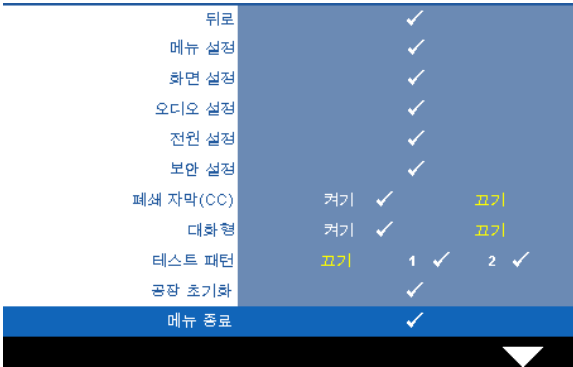 뒤로
메뉴 설정
화면 설정
오디오 설정
전원 설정
보안 설정
폐쇄 자막(CC) 켜기 끄기
대화형 켜기 끄기
테스트 패턴 끄기 1 2
공장 초기화
메뉴 종료